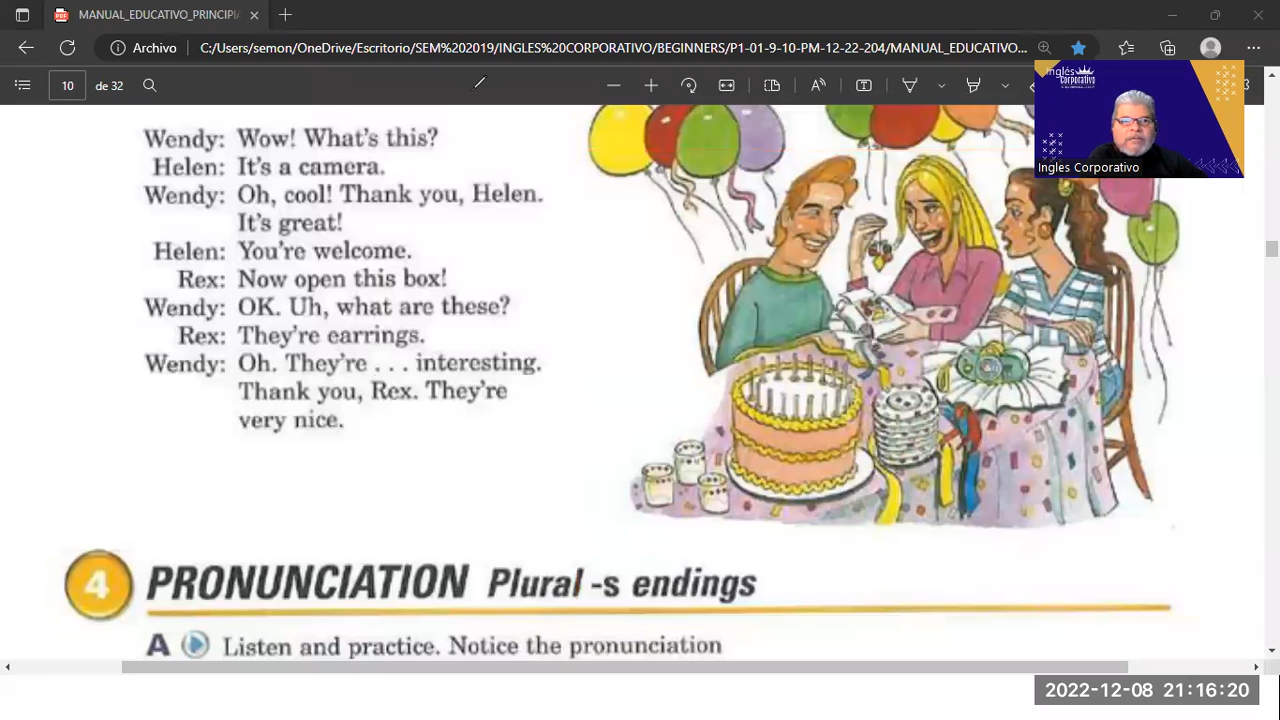 MANUAL_EDUCATIVO_PRINCIPI
Archivo
C:/Users/semon/OneDrive/Escritorio/SEM%202019/INGLES%20CORPORATIVO/BEGINNERS/P1-01-9-10-PM-12-22-204/MANUAL_EDUCATIVO...
10 de 32
Inglés
Corporativo
Ingles Corporativo
Wendy: Wow! What's this?
Helen: It's a camera.
Wendy: Oh, cool! Thank you, Helen.
It's great!
Helen: You're welcome.
Rex: Now open this box!
Wendy: OK. Uh, what are these?
Rex: They're earrings.
Wendy: Oh. They're . . . interesting.
Thank you, Rex. They're
very nice.
4 PRONUNCIATION Plural -s endings
A Listen and practice. Notice the pronunciation
2022-12-08 21:16:20